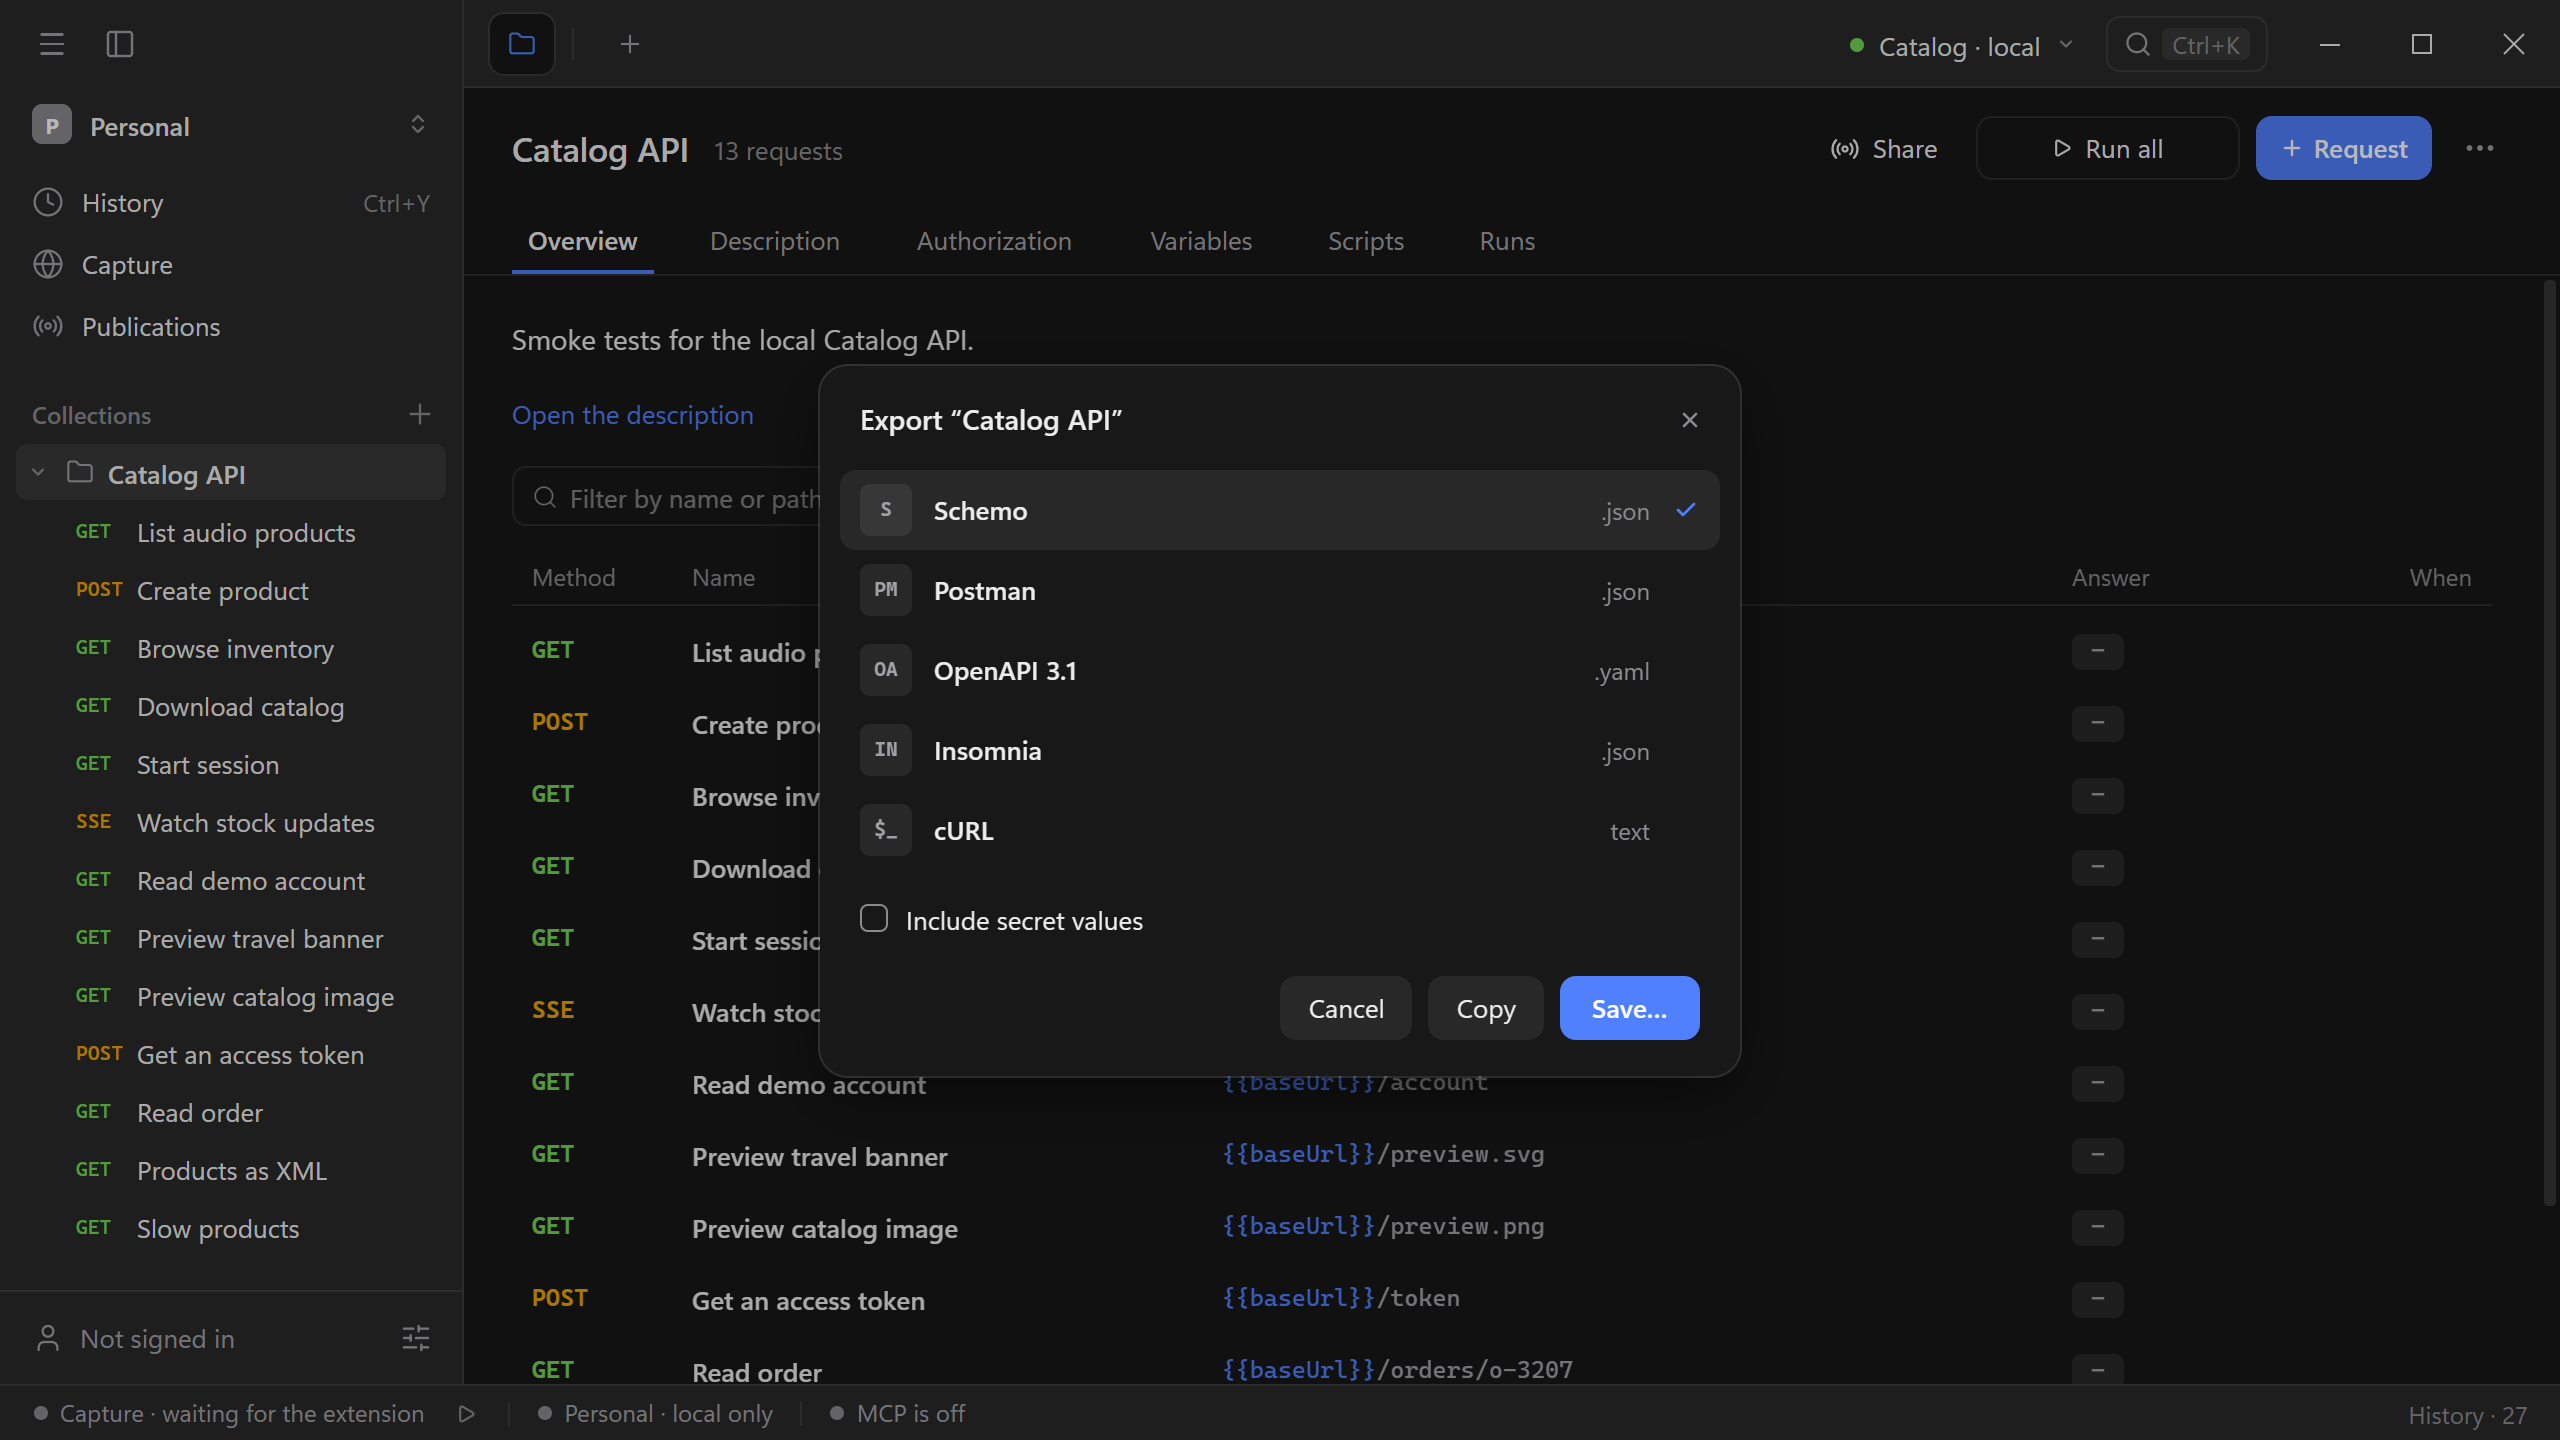 Catalog · local
Ctrl+K
P Personal
History Ctrl+Y
Capture
Publications
Collections
Catalog API
GET List audio products
POST Create product
GET Browse inventory
GET Download catalog
GET Start session
SSE Watch stock updates
GET Read demo account
GET Preview travel banner
GET Preview catalog image
POST Get an access token
GET Read order
GET Products as XML
GET Slow products
Not signed in
Catalog API 13 requests
Share
Run all
Request
Overview Description Authorization Variables Scripts Runs
Smoke tests for the local Catalog API.
Open the description
Filter by name or path
Method Name Answer When
GET List audio –
POST Create –
GET Browse –
GET Download –
GET Start –
SSE Watch –
GET Read demo account {{baseUrl}}/account –
GET Preview travel banner {{baseUrl}}/preview.svg –
GET Preview catalog image {{baseUrl}}/preview.png –
POST Get an access token {{baseUrl}}/token –
GET Read order {{baseUrl}}/orders/o-3207 –
Export “Catalog API”
S Schemo .json
PM Postman .json
OA OpenAPI 3.1 .yaml
IN Insomnia .json
$_ cURL text
Include secret values
Cancel Copy Save...
Capture · waiting for the extension
Personal · local only
MCP is off
History · 27